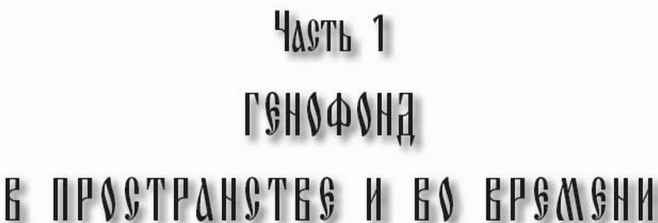 Часть 1
ГЕНОФОНД
В ПРОСТРАНСТВЕ И ВО ВРЕМЕНИ